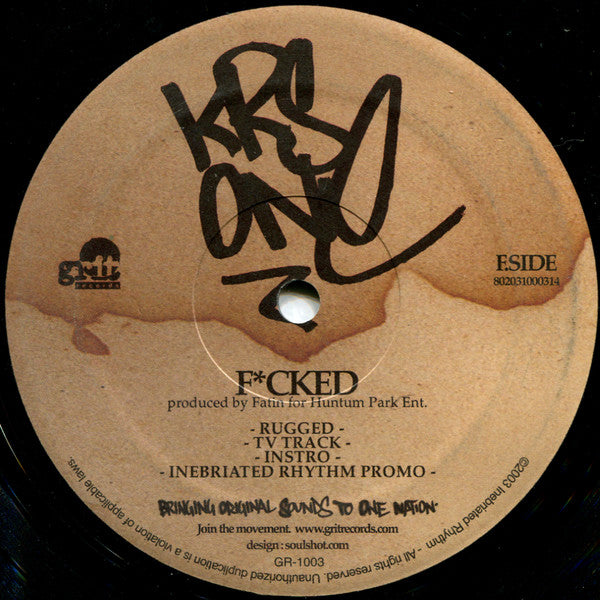 KRS
ONE
grit
records
F.SIDE
802031000314
F*CKED
produced by Fatin for Huntum Park Ent.
- RUGGED -
- TV TRACK -
- INSTRO -
- INEBRIATED RHYTHM PROMO -
BRINGING ORIGINAL SOUNDS TO ONE NATION
Join the movement. www.gritrecords.com
design : soulshot.com
GR-1003
©2003 Inebriated Rhythm - All rights reserved. Unauthorized duplication is a violation of applicable laws.